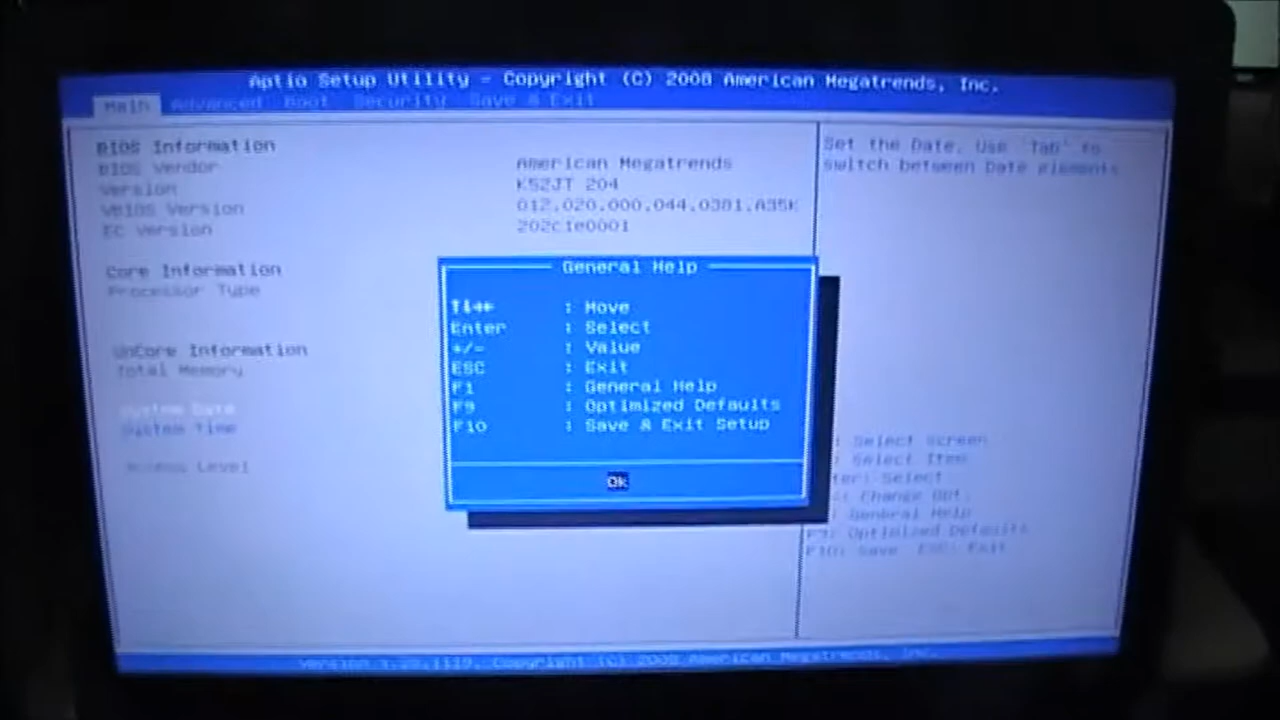 Aptio Setup Utility - Copyright (C) 2008 American Megatrends, Inc.
Main Advanced Boot Security Save & Exit
BIOS Information
BIOS Vendor American Megatrends
Version K52JT 204
VBIOS Version 012.020.000.044.0381.A35K
EC Version 202c1e0001
Core Information
Processor Type
UnCore Information
Total Memory
System Date
System Time
Access Level
Set the Date. Use 'Tab' to
switch between Date elements.
General Help
↑↓→← : Move
Enter : Select
+/- : Value
ESC : Exit
F1 : General Help
F9 : Optimized Defaults
F10 : Save & Exit Setup
Ok
: Select Screen
: Select Item
ter: Select
: Change Opt.
: General Help
F9: Optimized Defaults
F10: Save ESC: Exit
Copyright (C) 2008 American Megatrends, Inc.